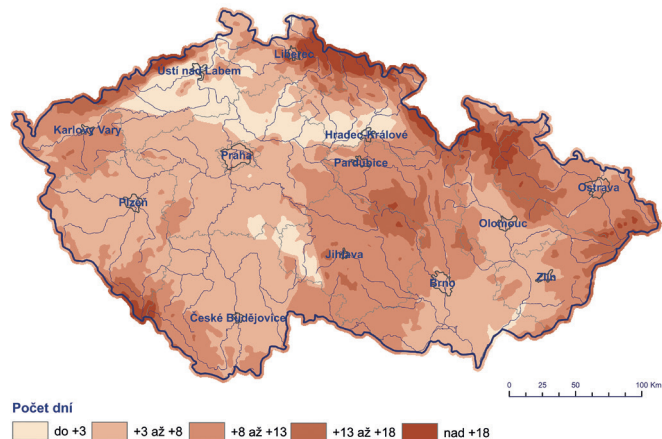 Liberec
Ustí nad Labem
Karlovy Vary
Hradec Králové
Praha
Pardubice
Plzeň
Ostrava
Olomouc
Jihlava
Brno
Zlín
České Budějovice
0 25 50 100 Km
Počet dní
do +3 +3 až +8 +8 až +13 +13 až +18 nad +18